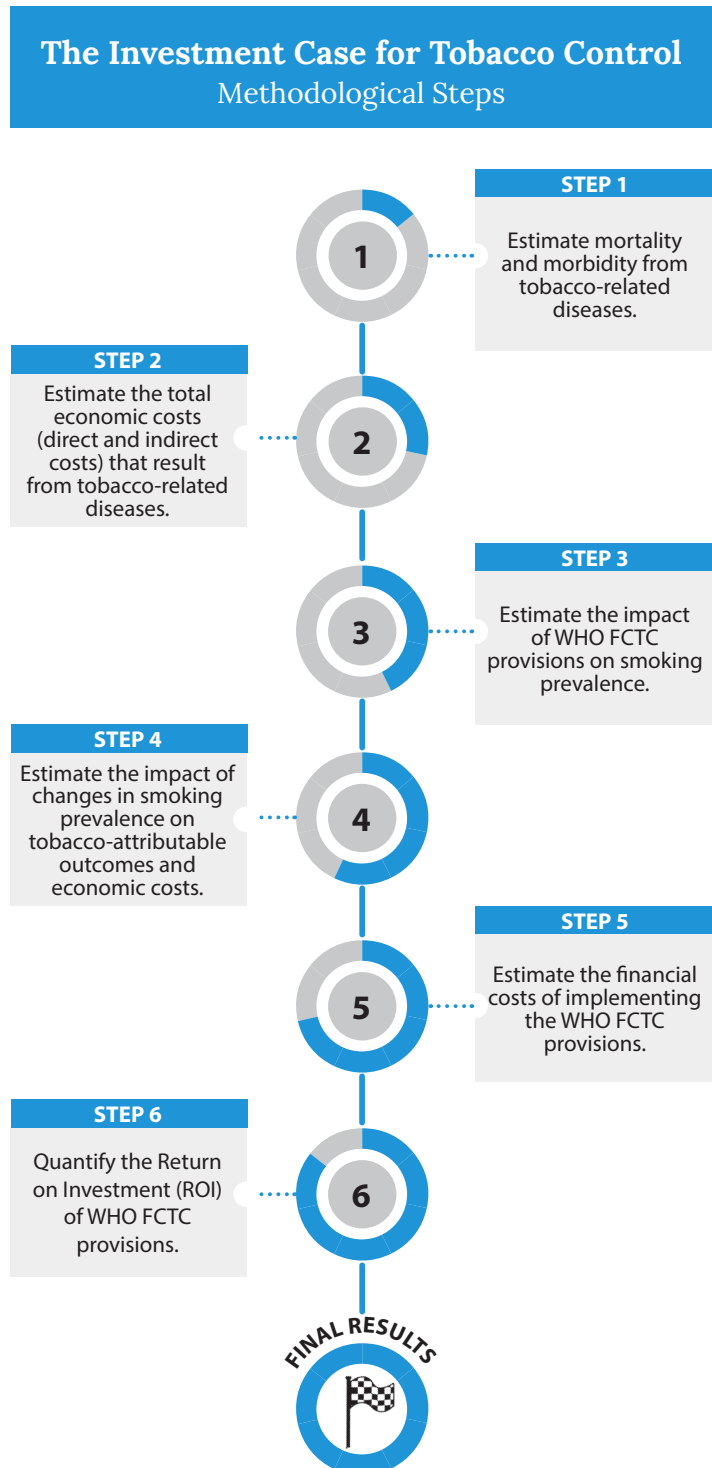 The Investment Case for Tobacco Control
Methodological Steps
1
STEP 1
Estimate mortality
and morbidity from
tobacco-related
diseases.
STEP 2
Estimate the total
economic costs
(direct and indirect
costs) that result
from tobacco-related
diseases.
2
3
STEP 3
Estimate the impact
of WHO FCTC
provisions on smoking
prevalence.
STEP 4
Estimate the impact of
changes in smoking
prevalence on
tobacco-attributable
outcomes and
economic costs.
4
5
STEP 5
Estimate the financial
costs of implementing
the WHO FCTC
provisions.
STEP 6
Quantify the Return
on Investment (ROI)
of WHO FCTC
provisions.
6
FINAL RESULTS